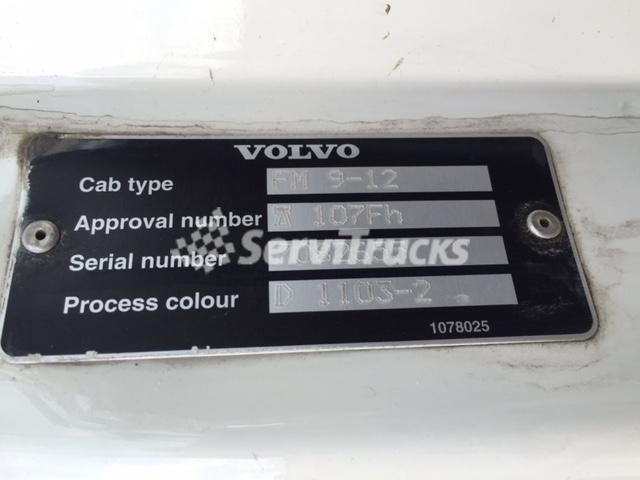 VOLVO
Cab type FM 9-12
Approval number 107Fh
ServiTrucks
Serial number
Process colour D 1103-2
1078025